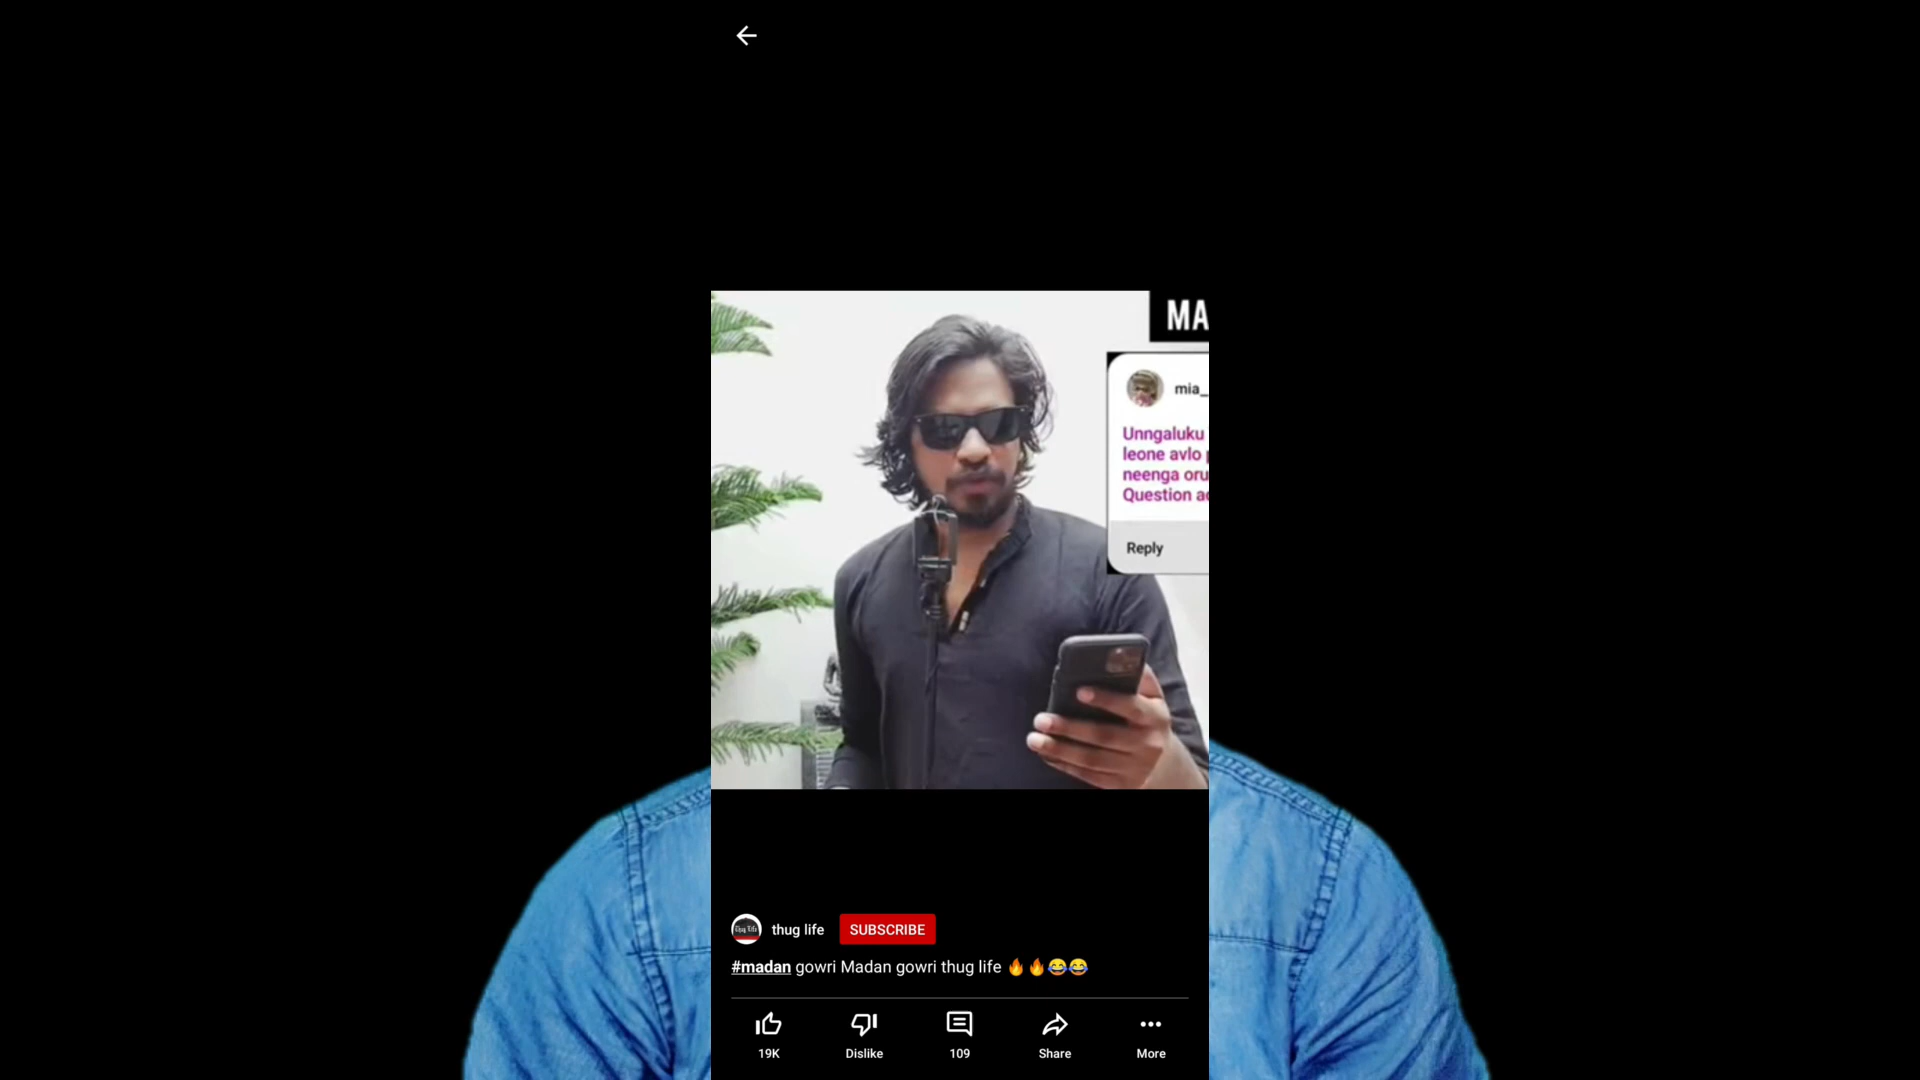 MA
mia_
Unngaluku
leone avlo
neenga oru
Question
Reply
thug life
SUBSCRIBE
#madan gowri Madan gowri thug life 🔥🔥😂😂
19K
Dislike
109
Share
More